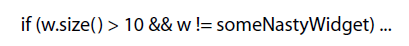 if (w.size() > 10 && w != someNastyWidget) ...